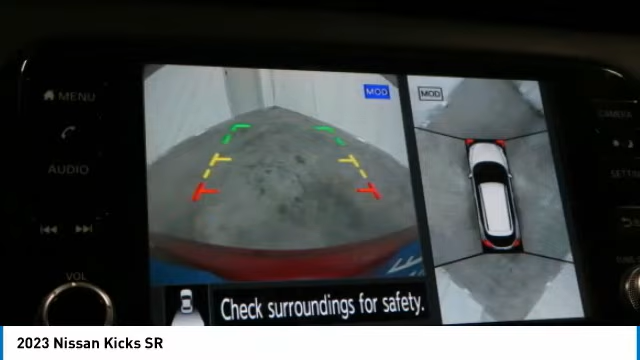 MENU
MOD
MOD
CAMERA
AUDIO
VOL
Check surroundings for safety.
2023 Nissan Kicks SR